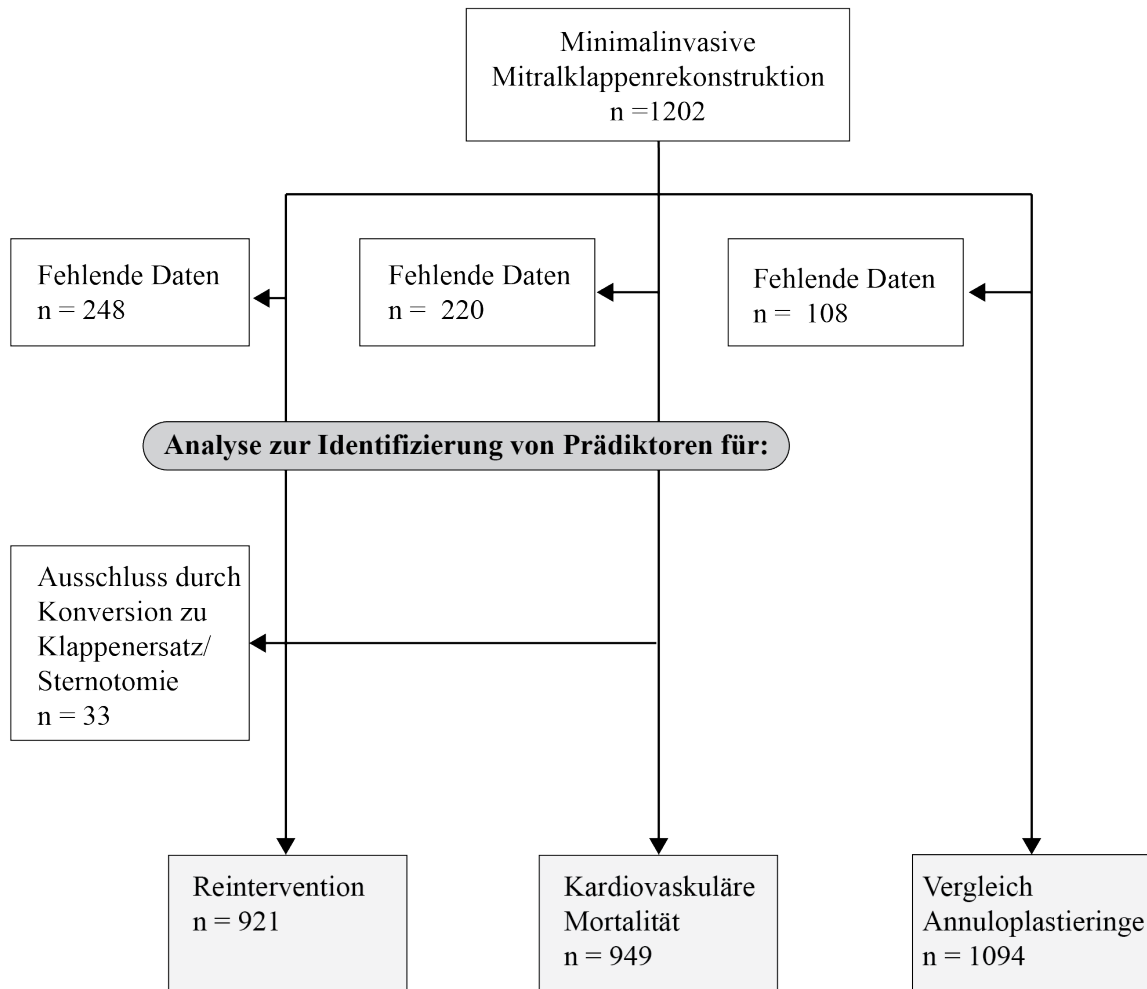 Minimalinvasive
Mitralklappenrekonstruktion
n =1202
Fehlende Daten
n = 248
Fehlende Daten
n =  220
Fehlende Daten
n =  108
Analyse zur Identifizierung von Prädiktoren für:
Ausschluss durch
Konversion zu
Klappenersatz/
Sternotomie
n = 33
Reintervention
n = 921
Kardiovaskuläre
Mortalität
n = 949
Vergleich
Annuloplastieringe
n = 1094